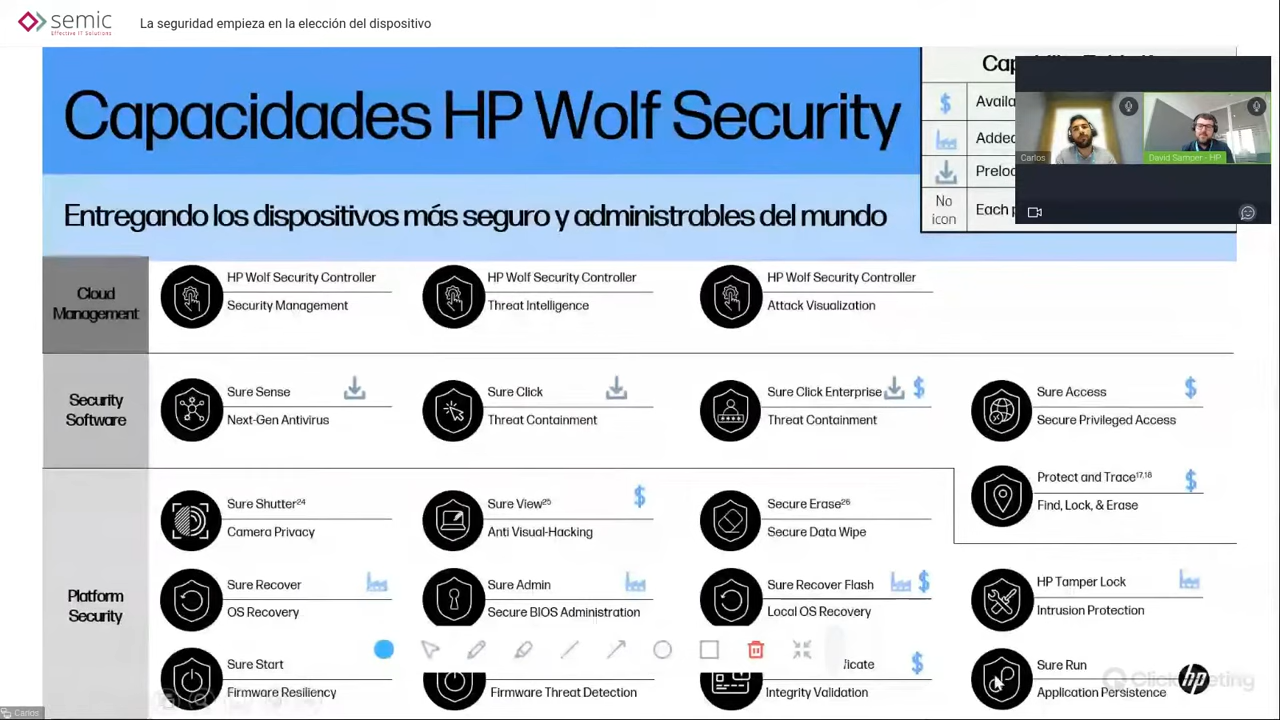 semic
Effective IT Solutions
La seguridad empieza en la elección del dispositivo
Capacidades HP Wolf Security
Entregando los dispositivos más seguro y administrables del mundo
$
No
icon
Each
Carlos
David Samper - HP
Cloud
Management
HP Wolf Security Controller
Security Management
HP Wolf Security Controller
Threat Intelligence
HP Wolf Security Controller
Attack Visualization
Security
Software
Sure Sense
Next-Gen Antivirus
Sure Click
Threat Containment
Sure Click Enterprise $
Threat Containment
Sure Access $
Secure Privileged Access
Protect and Trace17,18 $
Find, Lock, & Erase
Platform
Security
Sure Shutter24
Camera Privacy
Sure View25 $
Anti Visual-Hacking
Secure Erase26
Secure Data Wipe
Sure Recover
OS Recovery
Sure Admin
Secure BIOS Administration
Sure Recover Flash $
Local OS Recovery
HP Tamper Lock
Intrusion Protection
Sure Start
Firmware Resiliency
Firmware Threat Detection
ficate $
Integrity Validation
Sure Run
Application Persistence
hp
Carlos